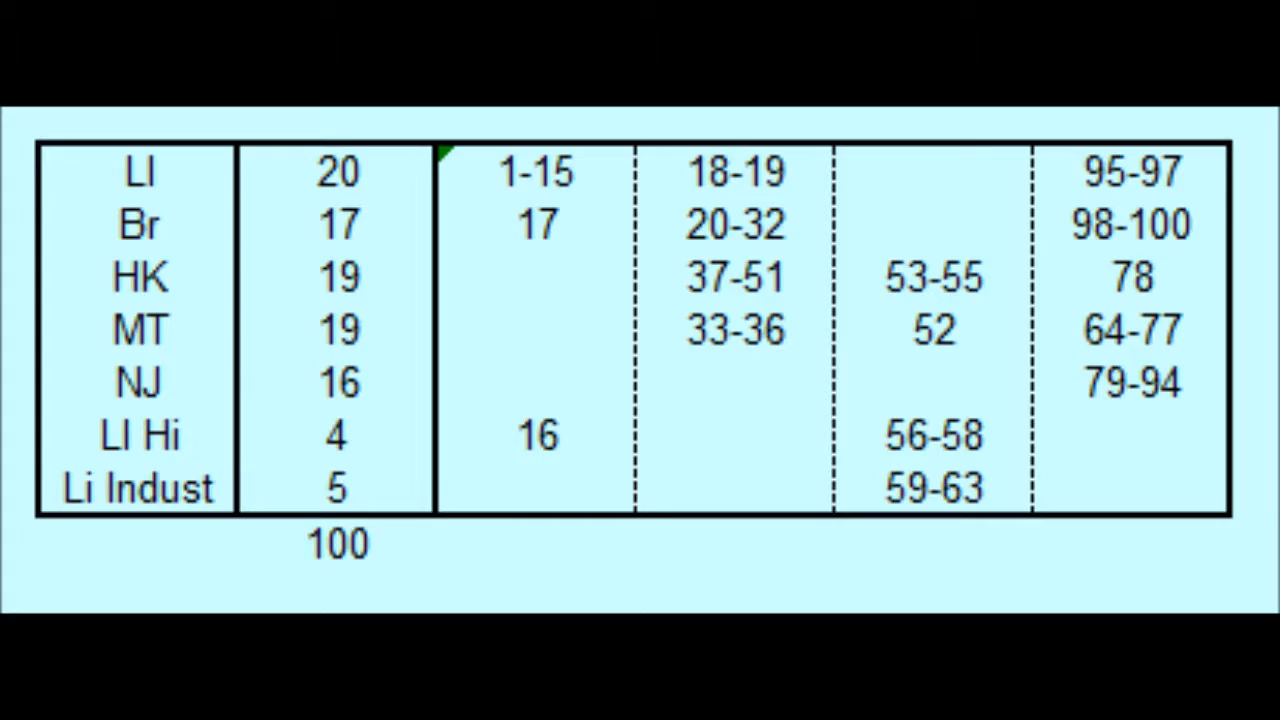 LI 20 1-15 18-19 95-97
Br 17 17 20-32 98-100
HK 19 37-51 53-55 78
MT 19 33-36 52 64-77
NJ 16 79-94
LI Hi 4 16 56-58
Li Indust 5 59-63
100